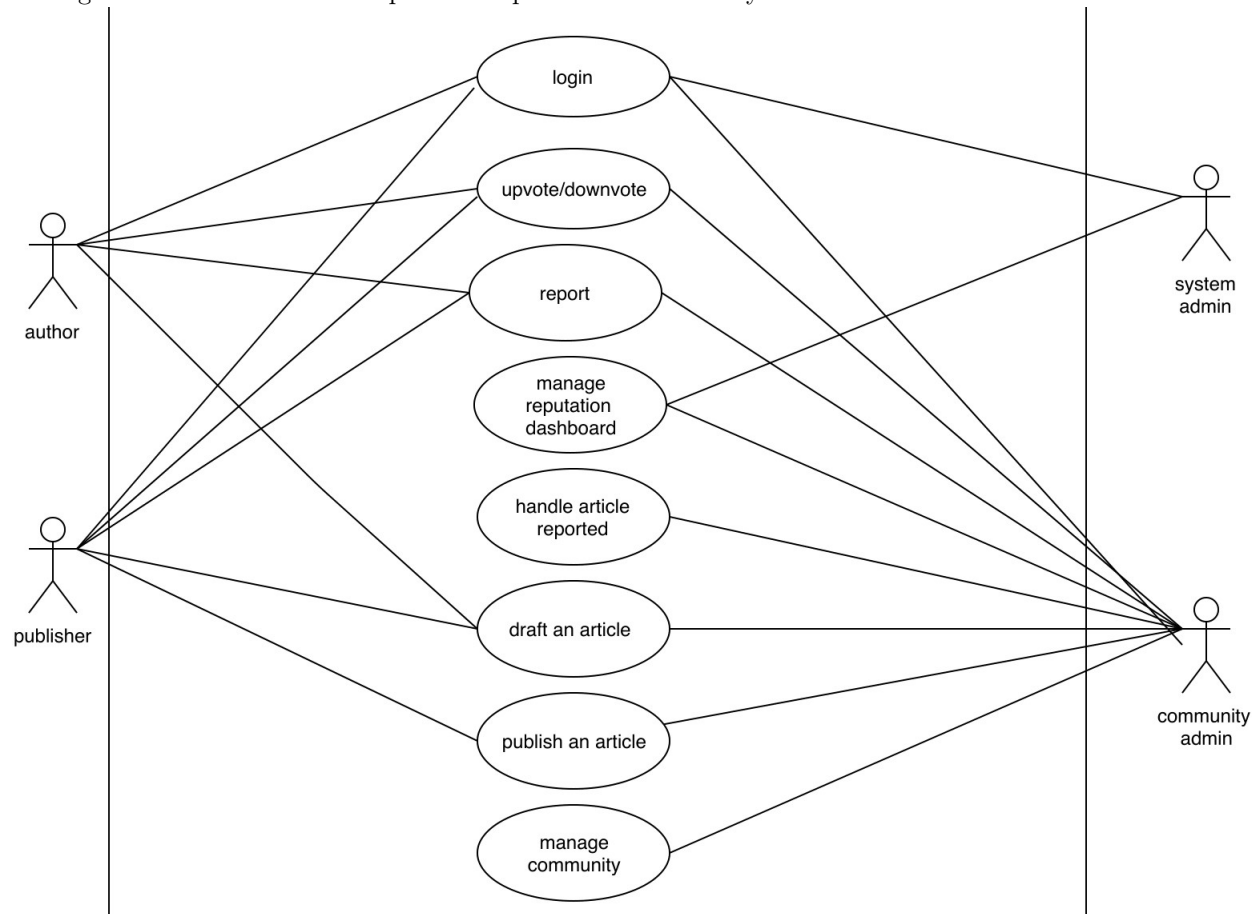 login
upvote/downvote
report
manage
reputation
dashboard
handle article
reported
draft an article
publish an article
manage
community
author
publisher
system
admin
community
admin